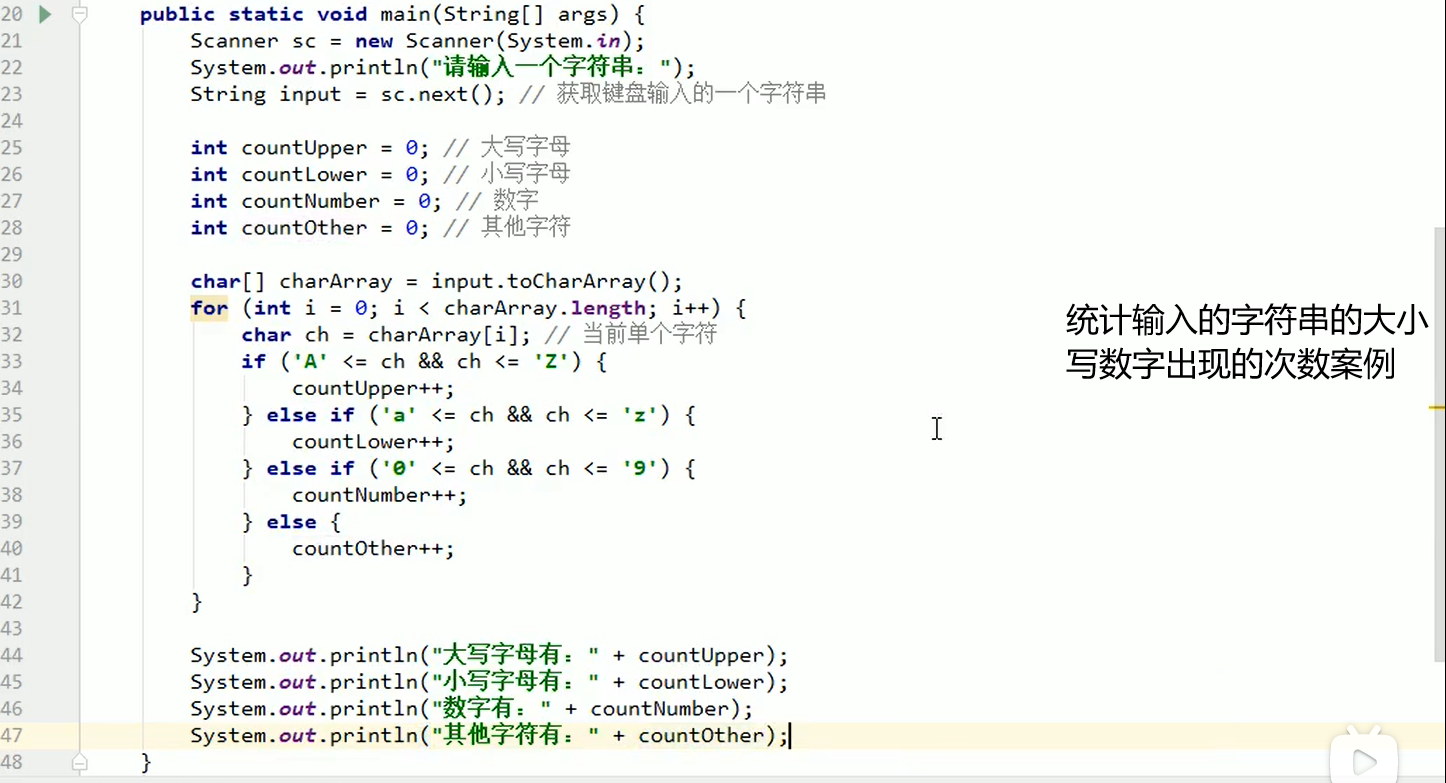 20 public static void main(String[] args) {
21 Scanner sc = new Scanner(System.in);
22 System.out.println("请输入一个字符串：");
23 String input = sc.next(); // 获取键盘输入的一个字符串
24
25 int countUpper = 0; // 大写字母
26 int countLower = 0; // 小写字母
27 int countNumber = 0; // 数字
28 int countOther = 0; // 其他字符
29
30 char[] charArray = input.toCharArray();
31 for (int i = 0; i < charArray.length; i++) {
32 char ch = charArray[i]; // 当前单个字符
33 if ('A' <= ch && ch <= 'Z') {
34 countUpper++;
35 } else if ('a' <= ch && ch <= 'z') {
36 countLower++;
37 } else if ('0' <= ch && ch <= '9') {
38 countNumber++;
39 } else {
40 countOther++;
41 }
42 }
43
44 System.out.println("大写字母有：" + countUpper);
45 System.out.println("小写字母有：" + countLower);
46 System.out.println("数字有：" + countNumber);
47 System.out.println("其他字符有：" + countOther);
48 }
统计输入的字符串的大小
写数字出现的次数案例